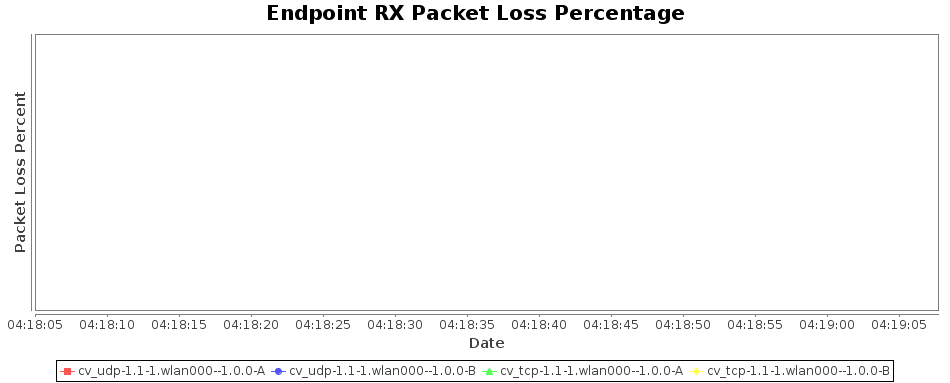 Endpoint RX Packet Loss Percentage
Packet Loss Percent
04:18:05 04:18:10 04:18:15 04:18:20 04:18:25 04:18:30 04:18:35 04:18:40 04:18:45 04:18:50 04:18:55 04:19:00 04:19:05
Date
cv_udp-1.1-1.wlan000--1.0.0-A cv_udp-1.1-1.wlan000--1.0.0-B cv_tcp-1.1-1.wlan000--1.0.0-A cv_tcp-1.1-1.wlan000--1.0.0-B